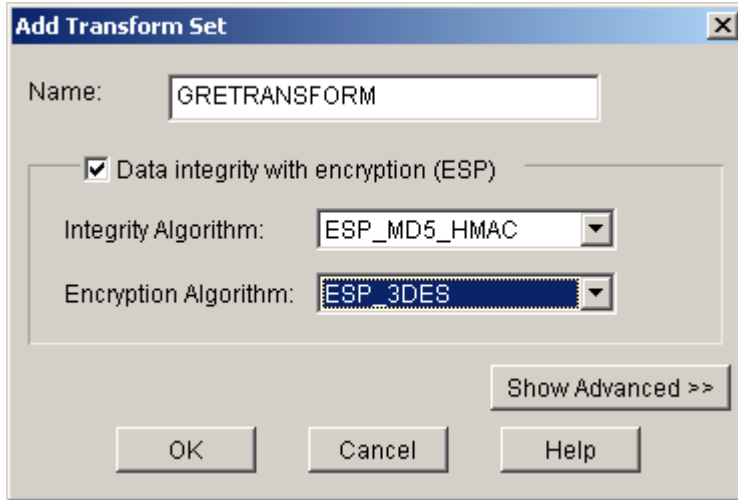 Add Transform Set
Name: GRETRANSFORM
Data integrity with encryption (ESP)
Integrity Algorithm: ESP_MD5_HMAC
Encryption Algorithm: ESP_3DES
Show Advanced >>
OK Cancel Help